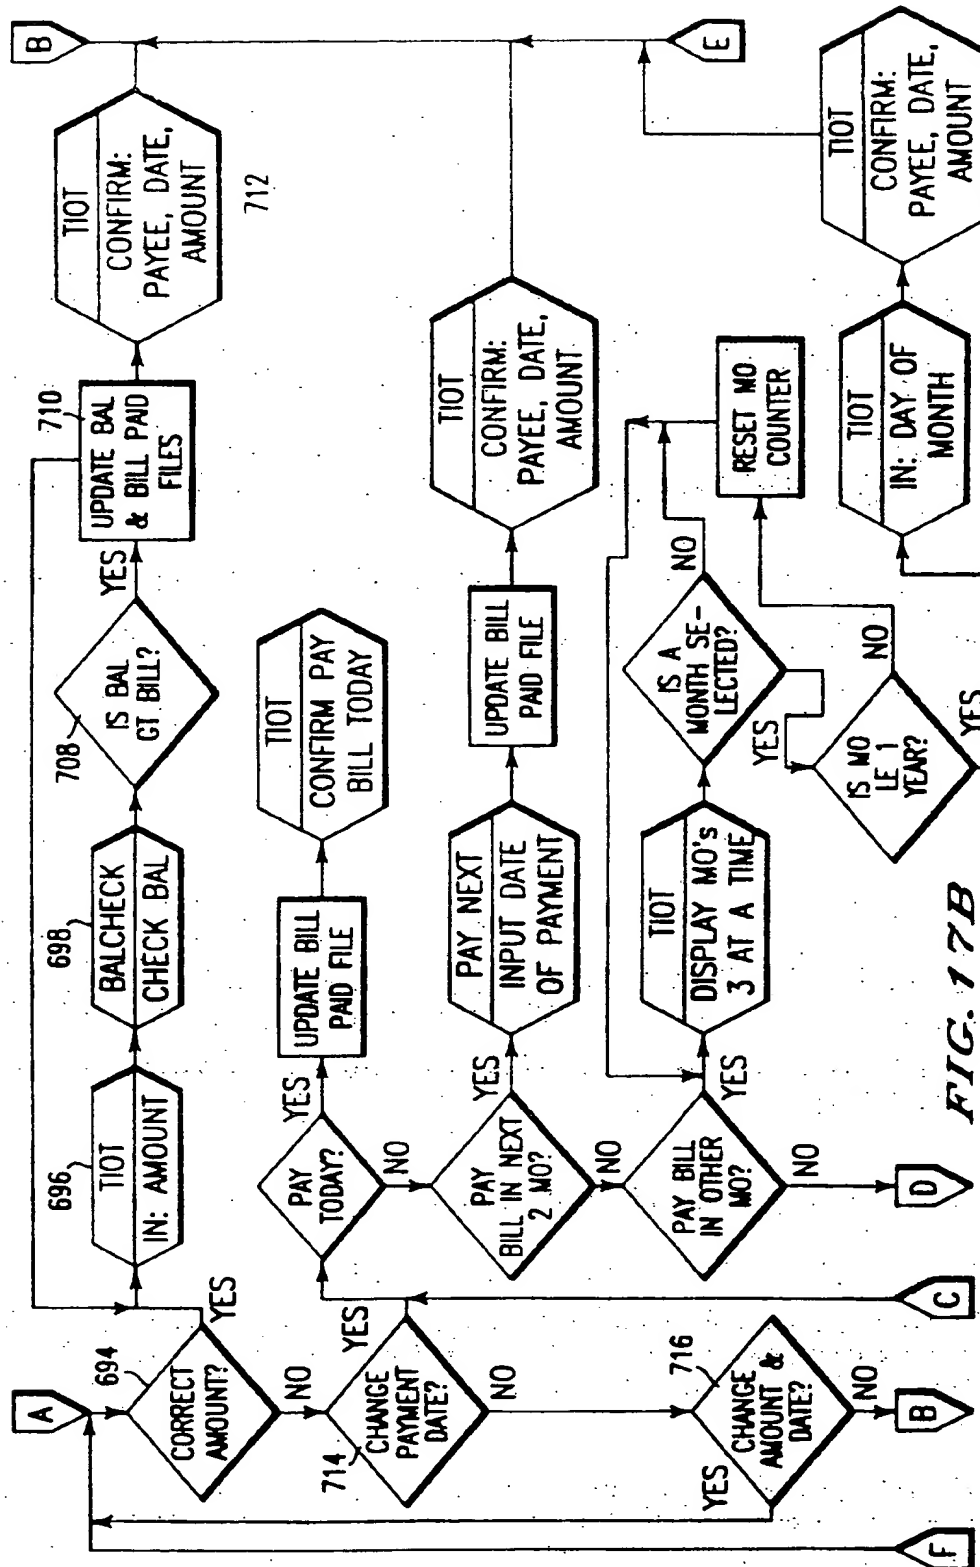 A
694
CORRECT
AMOUNT?
YES
NO
696
TIOT
IN: AMOUNT
698
BALCHECK
CHECK BAL
708
IS BAL
GT BILL?
YES
710
UPDATE BAL
& BILL PAID
FILES
TIOT
CONFIRM:
PAYEE, DATE,
AMOUNT
712
B
714
CHANGE
PAYMENT
DATE?
YES
NO
PAY
TODAY?
YES
NO
UPDATE BILL
PAID FILE
TIOT
CONFIRM PAY
BILL TODAY
PAY
BILL IN NEXT
2 MO?
YES
NO
PAY NEXT
INPUT DATE
OF PAYMENT
UPDATE BILL
PAID FILE
TIOT
CONFIRM:
PAYEE, DATE,
AMOUNT
716
CHANGE
AMOUNT &
DATE?
YES
NO
B
PAY BILL
IN OTHER
MO?
YES
NO
D
TIOT
DISPLAY MO's
3 AT A TIME
IS A
MONTH SE-
LECTED?
NO
YES
RESET MO
COUNTER
IS MO
LE 1
YEAR?
NO
YES
TIOT
IN: DAY OF
MONTH
TIOT
CONFIRM:
PAYEE, DATE,
AMOUNT
E
F
C
FIG. 17B